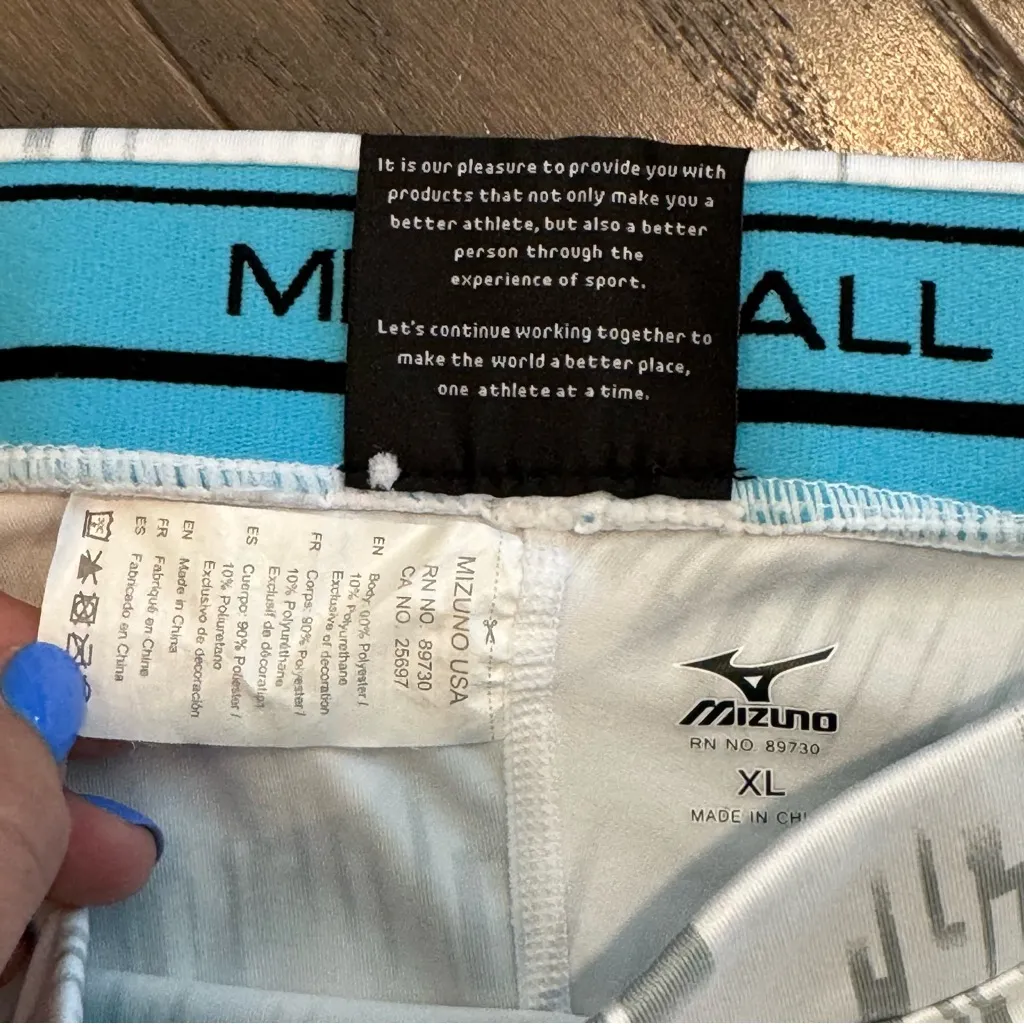 It is our pleasure to provide you with
products that not only make you a
better athlete, but also a better
person through the
experience of sport.
Let's continue working together to
make the world a better place,
one athlete at a time.
ALL
MIZUNO USA
RN NO. 89730
CA NO. 25697
EN Body: 90% Polyester /
10% Polyurethane
Exclusive of decoration
FR Corps: 90% Polyester /
10% Polyuréthane
Exclusif de décoration
ES Cuerpo: 90% Poliéster /
10% Poliuretano
Exclusivo de decoración
EN Made in China
FR Fabriqué en Chine
ES Fabricado en China
MIZUNO
RN NO. 89730
XL
MADE IN